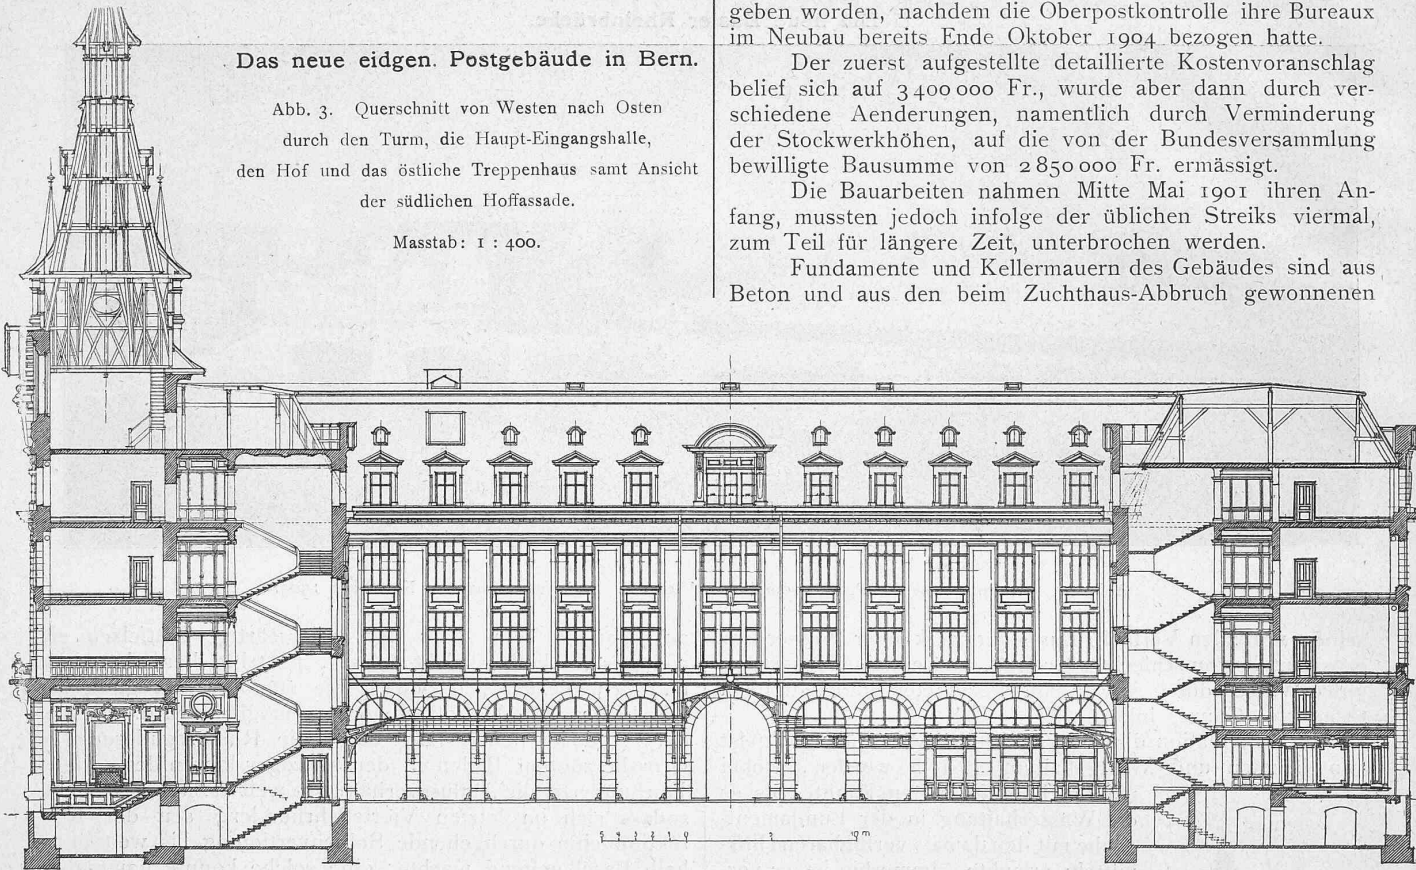 Das neue eidgen. Postgebäude in Bern.
Abb. 3. Querschnitt von Westen nach Osten
durch den Turm, die Haupt-Eingangshalle,
den Hof und das östliche Treppenhaus samt Ansicht
der südlichen Hoffassade.
Masstab: 1 : 400.
geben worden, nachdem die Oberpostkontrolle ihre Bureaux
im Neubau bereits Ende Oktober 1904 bezogen hatte.
Der zuerst aufgestellte detaillierte Kostenvoranschlag
belief sich auf 3 400 000 Fr., wurde aber dann durch ver-
schiedene Aenderungen, namentlich durch Verminderung
der Stockwerkhöhen, auf die von der Bundesversammlung
bewilligte Bausumme von 2 850 000 Fr. ermässigt.
Die Bauarbeiten nahmen Mitte Mai 1901 ihren An-
fang, mussten jedoch infolge der üblichen Streiks viermal,
zum Teil für längere Zeit, unterbrochen werden.
Fundamente und Kellermauern des Gebäudes sind aus
Beton und aus den beim Zuchthaus-Abbruch gewonnenen